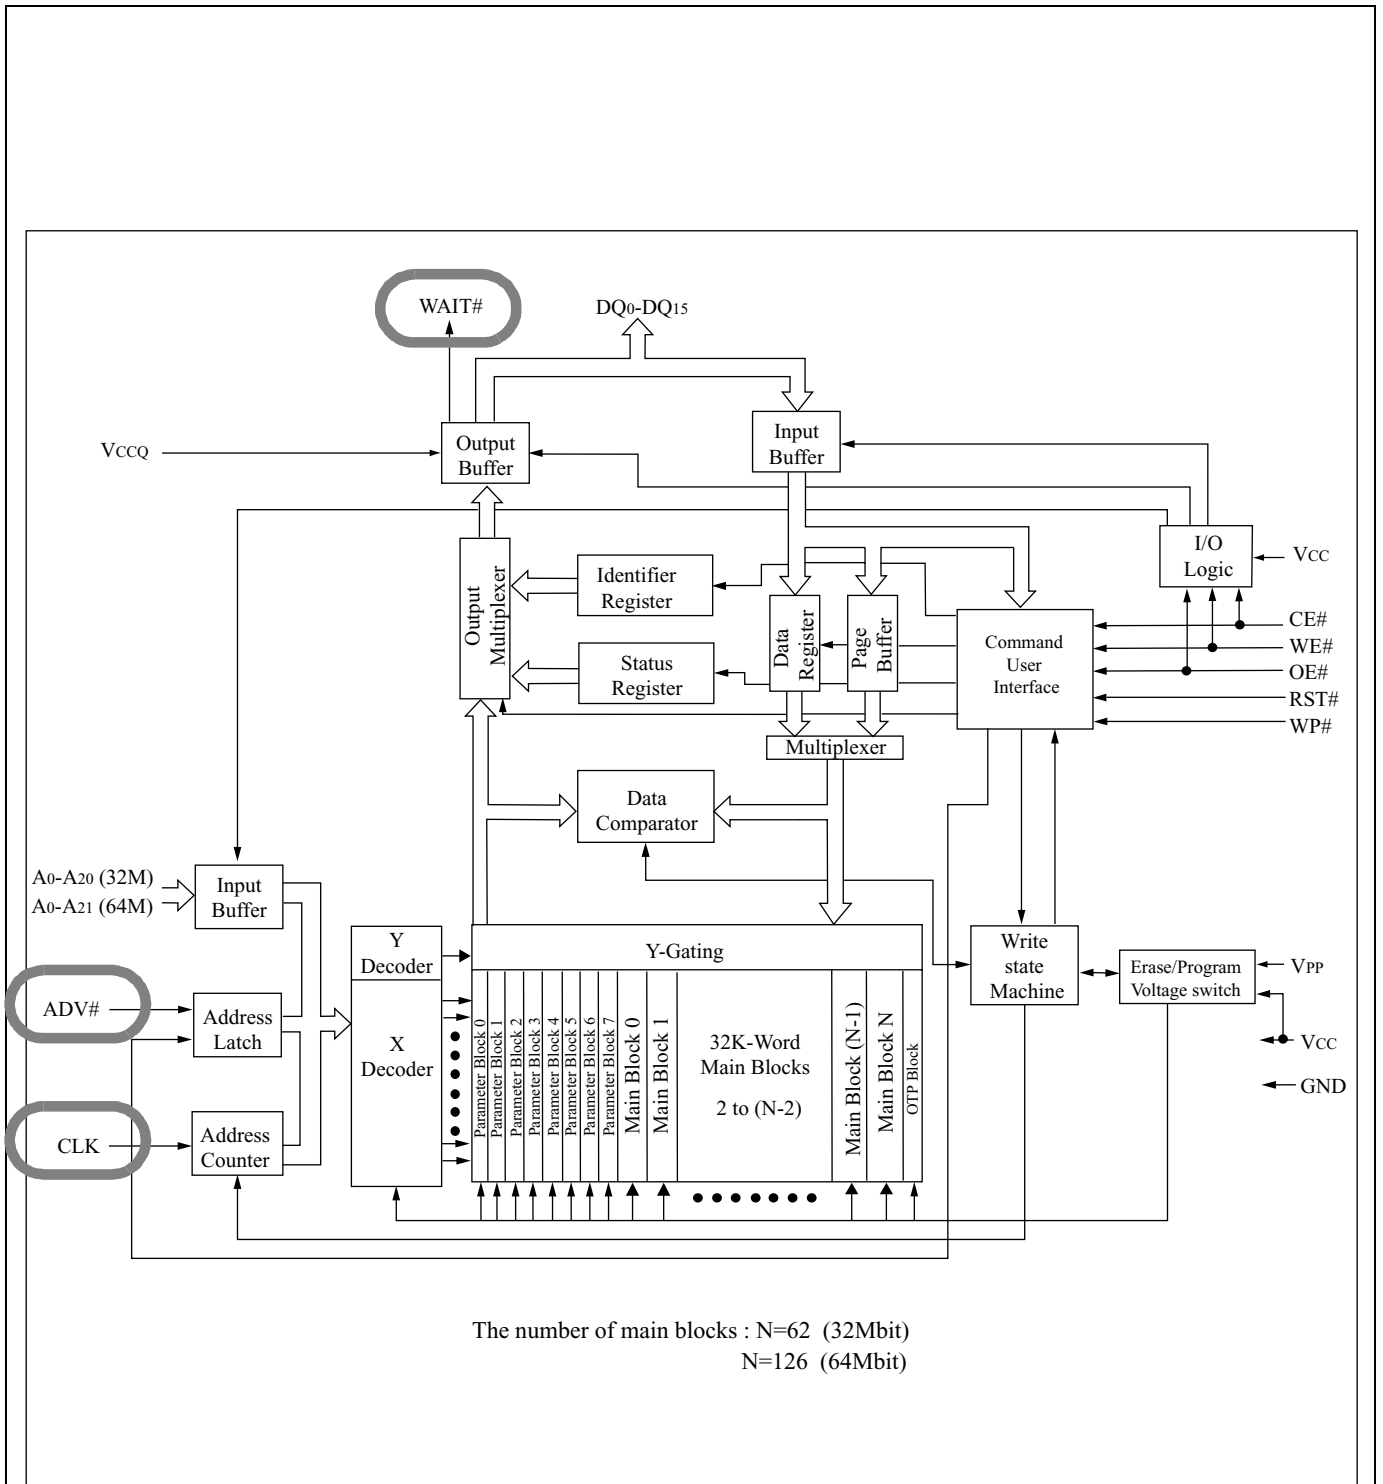 WAIT#
DQ0-DQ15
VCCQ
Output
Buffer
Input
Buffer
I/O
Logic
VCC
Output
Multiplexer
Identifier
Register
Status
Register
Data
Register
Page
Buffer
Command
User
Interface
CE#
WE#
OE#
RST#
WP#
Multiplexer
Data
Comparator
A0-A20 (32M)
A0-A21 (64M)
Input
Buffer
ADV#
Address
Latch
CLK
Address
Counter
Y
Decoder
X
Decoder
Y-Gating
Parameter Block 0
Parameter Block 1
Parameter Block 2
Parameter Block 3
Parameter Block 4
Parameter Block 5
Parameter Block 6
Parameter Block 7
Main Block 0
Main Block 1
32K-Word
Main Blocks
2 to (N-2)
Main Block (N-1)
Main Block N
OTP Block
Write
state
Machine
Erase/Program
Voltage switch
VPP
VCC
GND
The number of main blocks : N=62 (32Mbit)
N=126 (64Mbit)